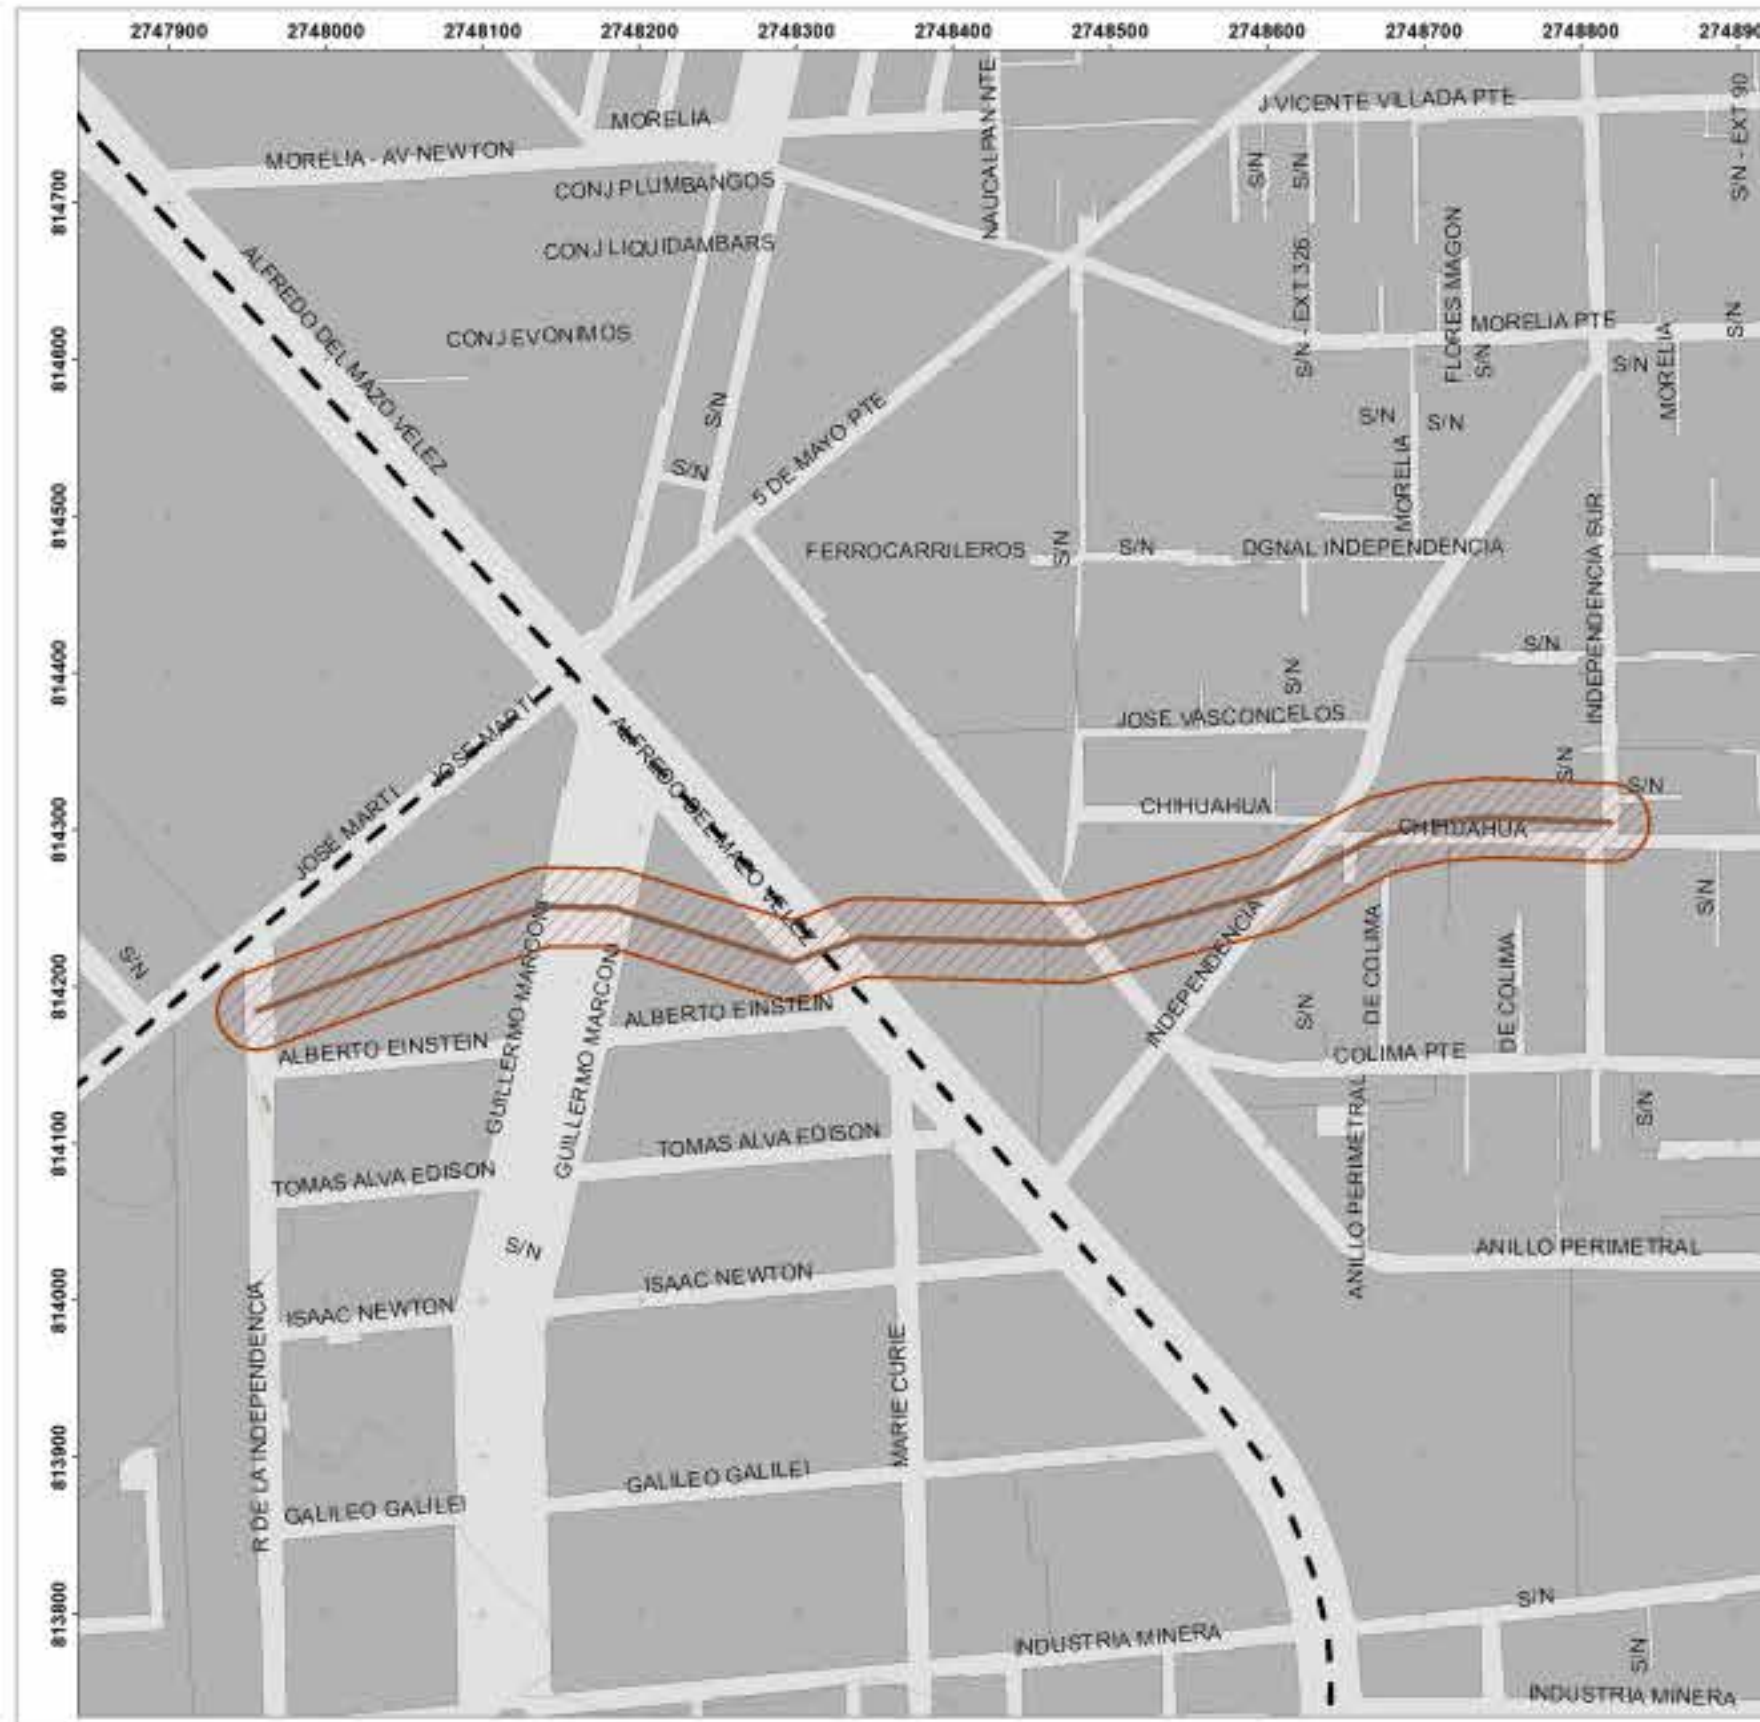 2747900 2748000 2748100 2748200 2748300 2748400 2748500 2748600 2748700 2748800 274890
814700
814600
814500
814400
814300
814200
814100
814000
813900
813800
J VICENTE VILLADA PTE
MORELIA
MORELIA - AV NEWTON
NAUCALPAN NTE
S/N
S/N
S/N - EXT 90
CONJ PLUMBANGOS
CONJ LIQUIDAMBARS
CONJ EVONIMOS
ALFREDO DEL MAZO VELEZ
S/N - EXT 326
FLORES MAGON
S/N
MORELIA PTE
S/N
S/N
MORELIA
S/N
S/N
5 DE MAYO PTE
S/N
S/N
MORELIA
FERROCARRILEROS
S/N
S/N
DGNAL INDEPENDENCIA
INDEPENDENCIA SUR
S/N
S/N
JOSE MARTI
JOSE MARTI
ALFREDO DEL MAZO VELEZ
JOSE VASCONCELOS
S/N
S/N
CHIHUAHUA
CHIHUAHUA
S/N
S/N
GUILLERMO MARCONI
GUILLERMO MARCONI
INDEPENDENCIA
DE COLIMA
DE COLIMA
S/N
ALBERTO EINSTEIN
ALBERTO EINSTEIN
COLIMA PTE
ANILLO PERIMETRAL
S/N
TOMAS ALVA EDISON
TOMAS ALVA EDISON
S/N
ANILLO PERIMETRAL
ISAAC NEWTON
ISAAC NEWTON
R DE LA INDEPENDENCIA
MARIE CURIE
GALILEO GALILEI
GALILEO GALILEI
S/N
INDUSTRIA MINERA
S/N
INDUSTRIA MINERA